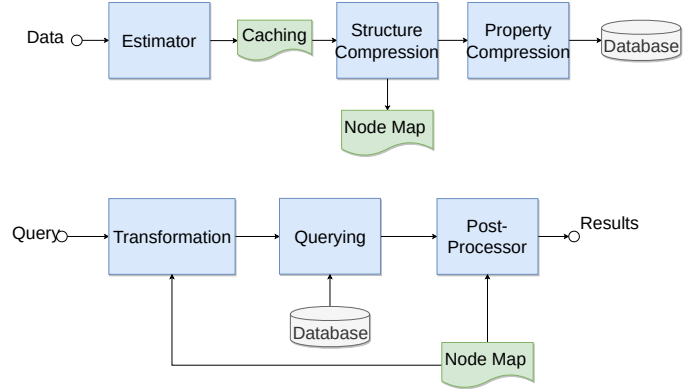 Data
Estimator
Caching
Structure
Compression
Property
Compression
Database
Node Map
Query
Transformation
Querying
Post-
Processor
Results
Database
Node Map